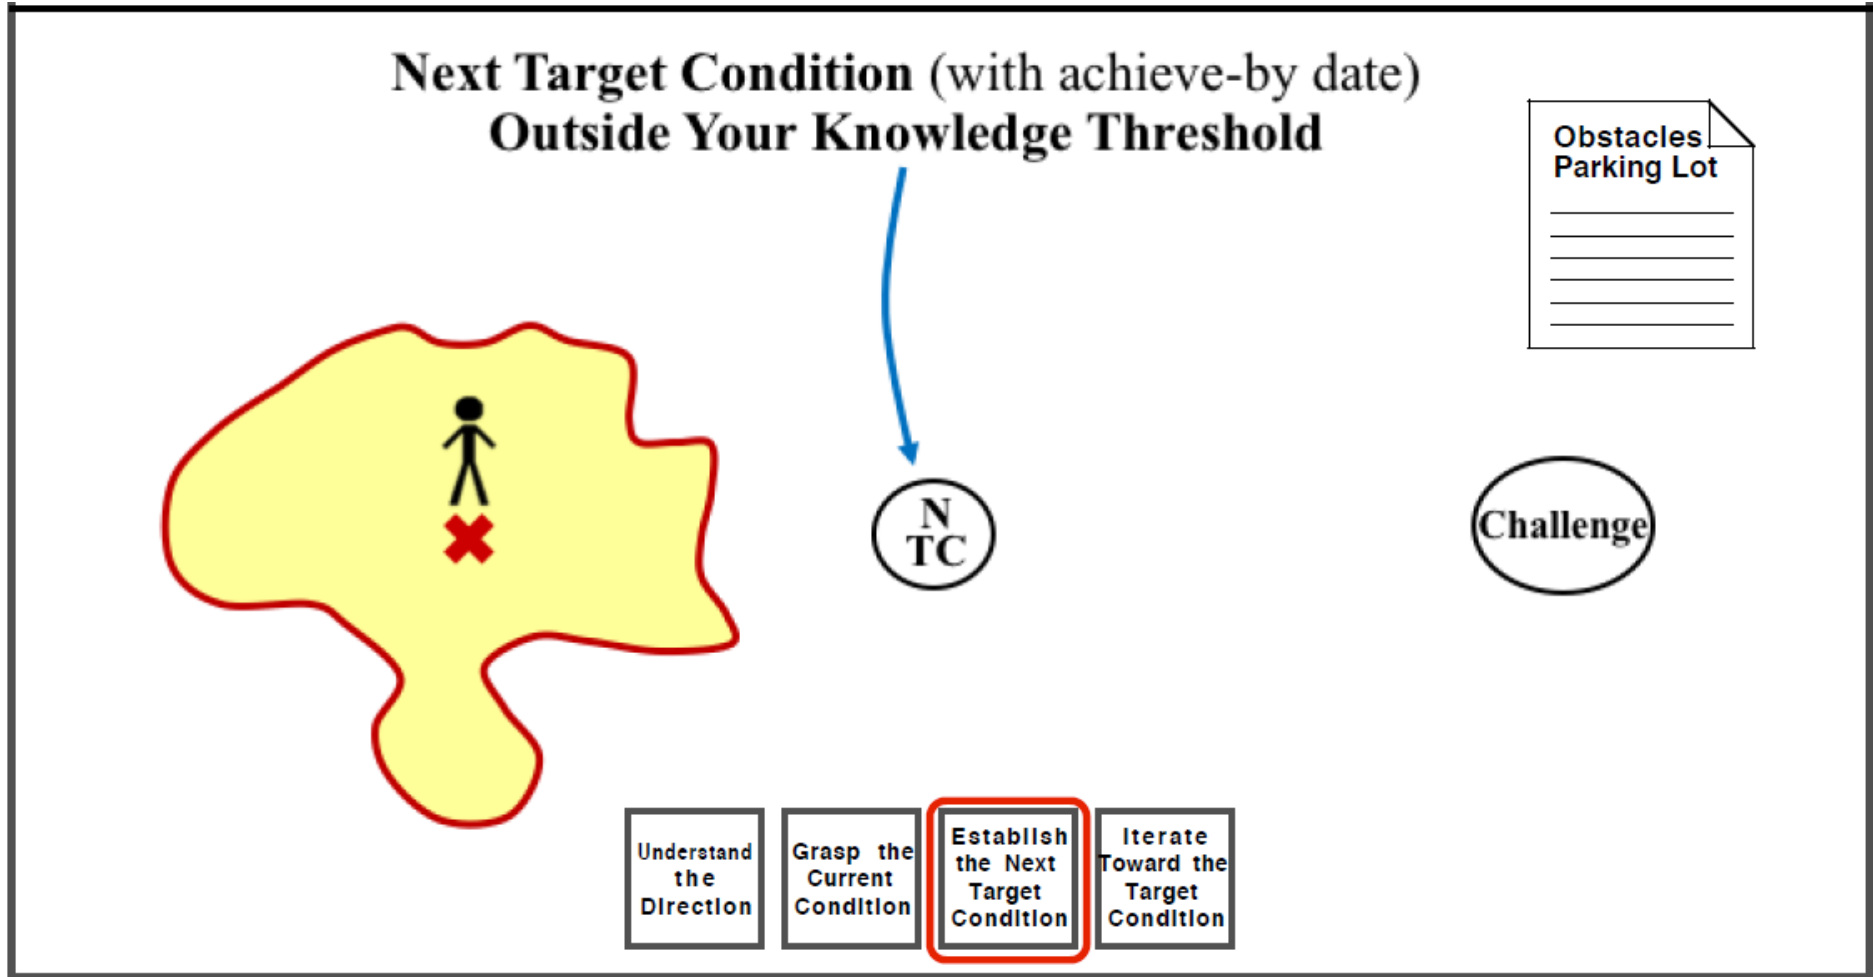 Next Target Condition (with achieve-by date)
Outside Your Knowledge Threshold
Obstacles
Parking Lot
N
TC
Challenge
Understand
the
Direction
Grasp the
Current
Condition
Establish
the Next
Target
Condition
Iterate
Toward the
Target
Condition